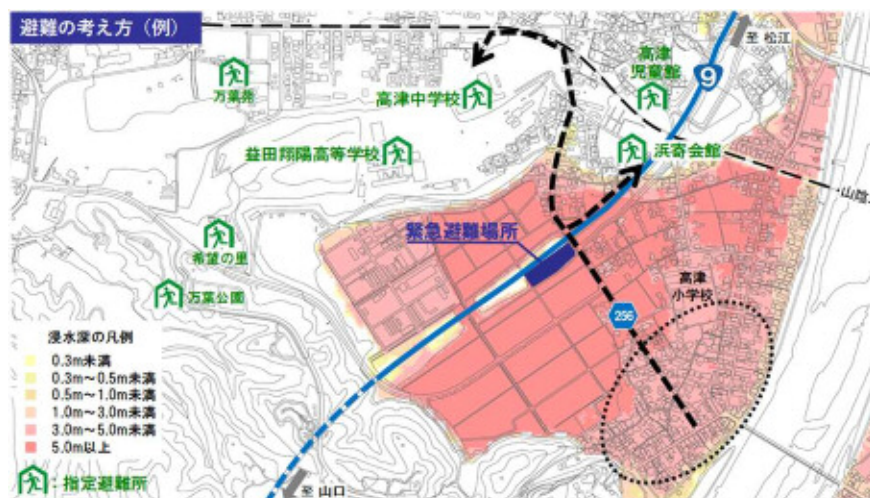 避難の考え方（例）
至 松江
9
高津
児童館
万葉苑
高津中学校
益田翔陽高等学校
浜寄会館
山陰
緊急避難場所
希望の里
万葉公園
高津
小学校
256
浸水深の凡例
0.3m未満
0.3m～0.5m未満
0.5m～1.0m未満
1.0m～3.0m未満
3.0m～5.0m未満
5.0m以上
：指定避難所
至 山口